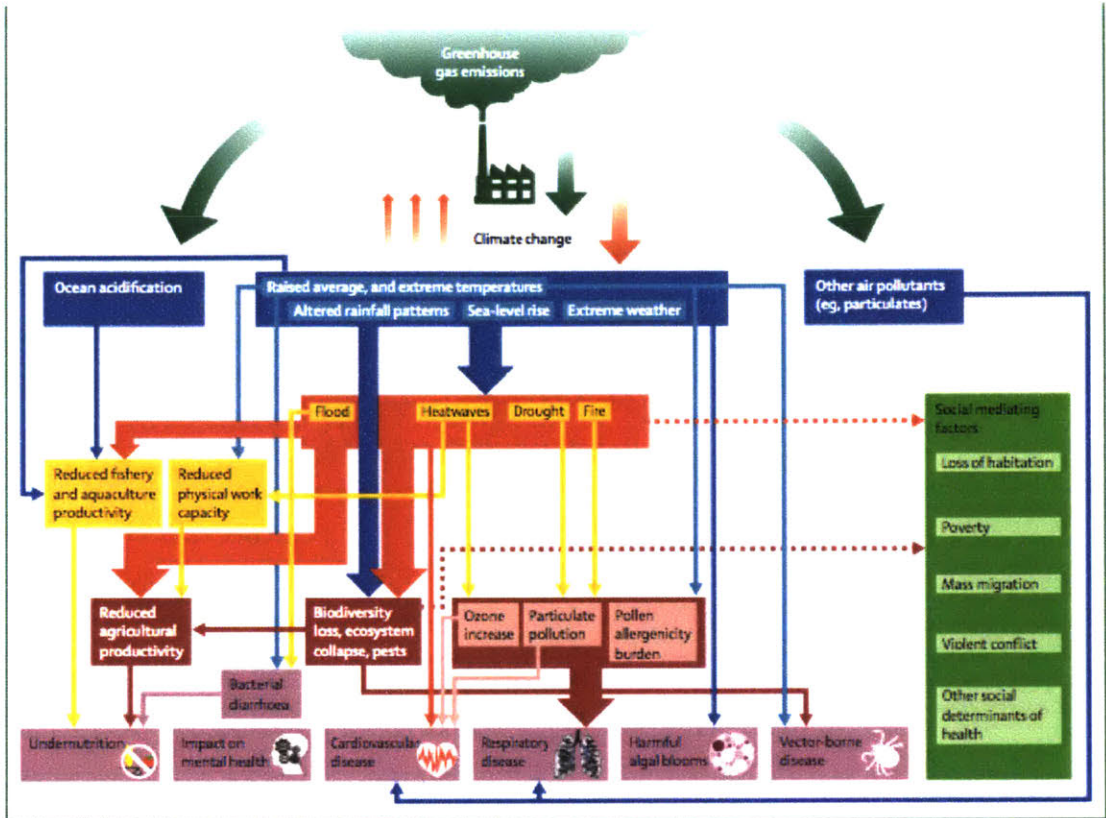 Greenhouse
gas emissions
Climate change
Ocean acidification
Raised average, and extreme temperatures
Altered rainfall patterns
Sea-level rise
Extreme weather
Other air pollutants
(eg, particulates)
Flood
Heatwaves
Drought
Fire
Social mediating
factors
Loss of habitation
Poverty
Mass migration
Violent conflict
Other social
determinants of
health
Reduced fishery
and aquaculture
productivity
Reduced
physical work
capacity
Reduced
agricultural
productivity
Biodiversity
loss, ecosystem
collapse, pests
Ozone
increase
Particulate
pollution
Pollen
allergenicity
burden
Bacterial
diarrhoea
Undernutrition
Impact on
mental health
Cardiovascular
disease
Respiratory
disease
Harmful
algal blooms
Vector-borne
disease